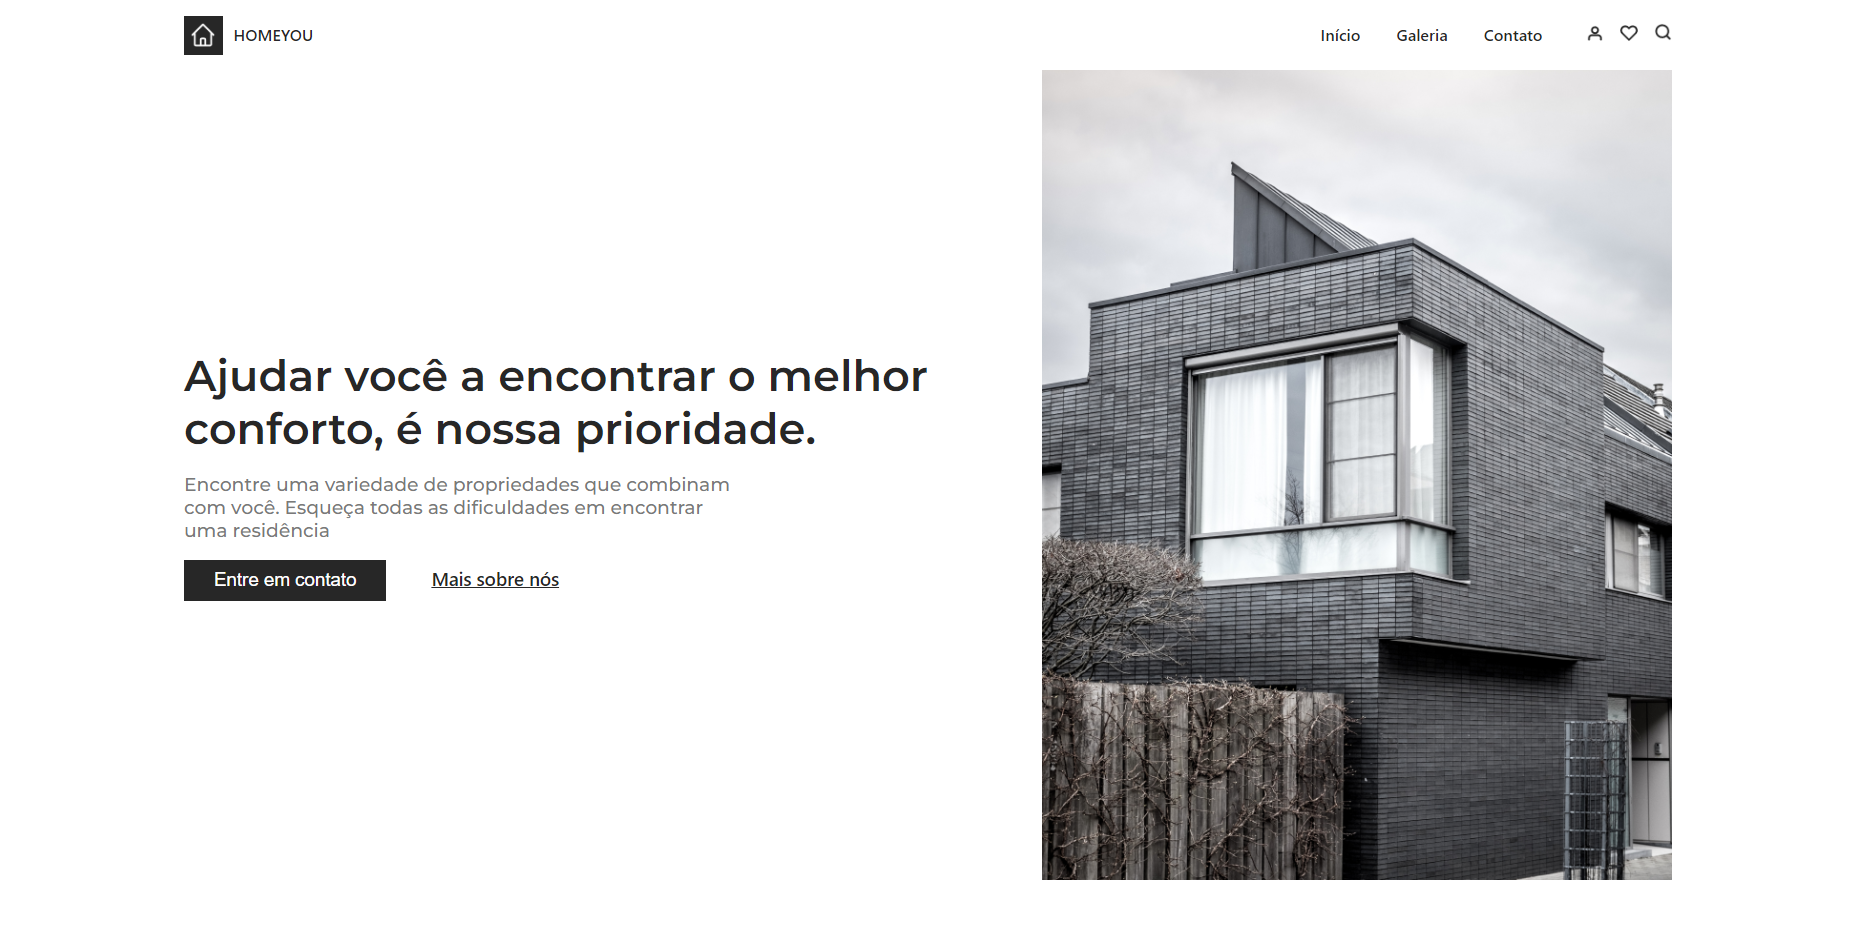 HOMEYOU
Início
Galeria
Contato
Ajudar você a encontrar o melhor
conforto, é nossa prioridade.
Encontre uma variedade de propriedades que combinam
com você. Esqueça todas as dificuldades em encontrar
uma residência
Entre em contato
Mais sobre nós